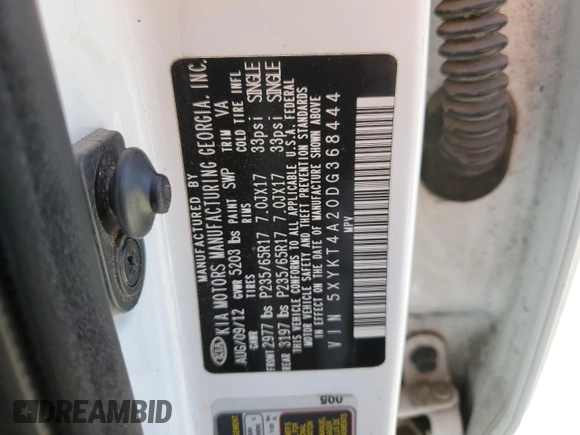 MANUFACTURED BY
KIA KIA MOTORS MANUFACTURING GEORGIA, INC.
AUG/09/12 GVWR 5203 lbs PAINT SWP TRIM VA
GAWR TIRES RIMS COLD TIRE INFL
FRONT 2977 lbs P235/65R17 7.0JX17 33psi SINGLE
REAR 3197 lbs P235/65R17 7.0JX17 33psi SINGLE
THIS VEHICLE CONFORMS TO ALL APPLICABLE U.S.A. FEDERAL
MOTOR VEHICLE SAFETY AND THEFT PREVENTION STANDARDS
IN EFFECT ON THE DATE OF MANUFACTURE SHOWN ABOVE
VIN 5XYKT4A20DG368444
MPV
005
DREAMBID